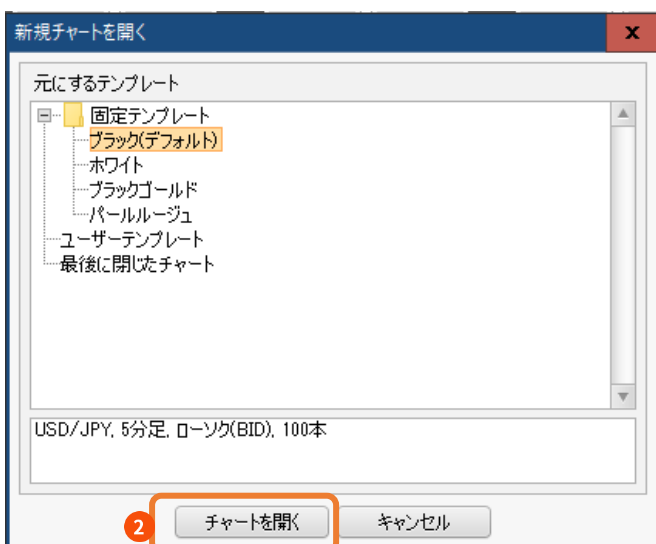 新規チャートを開く
x
元にするテンプレート
固定テンプレート
ブラック(デフォルト)
ホワイト
ブラックゴールド
パールルージュ
ユーザーテンプレート
最後に閉じたチャート
USD/JPY, 5分足, ローソク(BID), 100本
2
チャートを開く
キャンセル